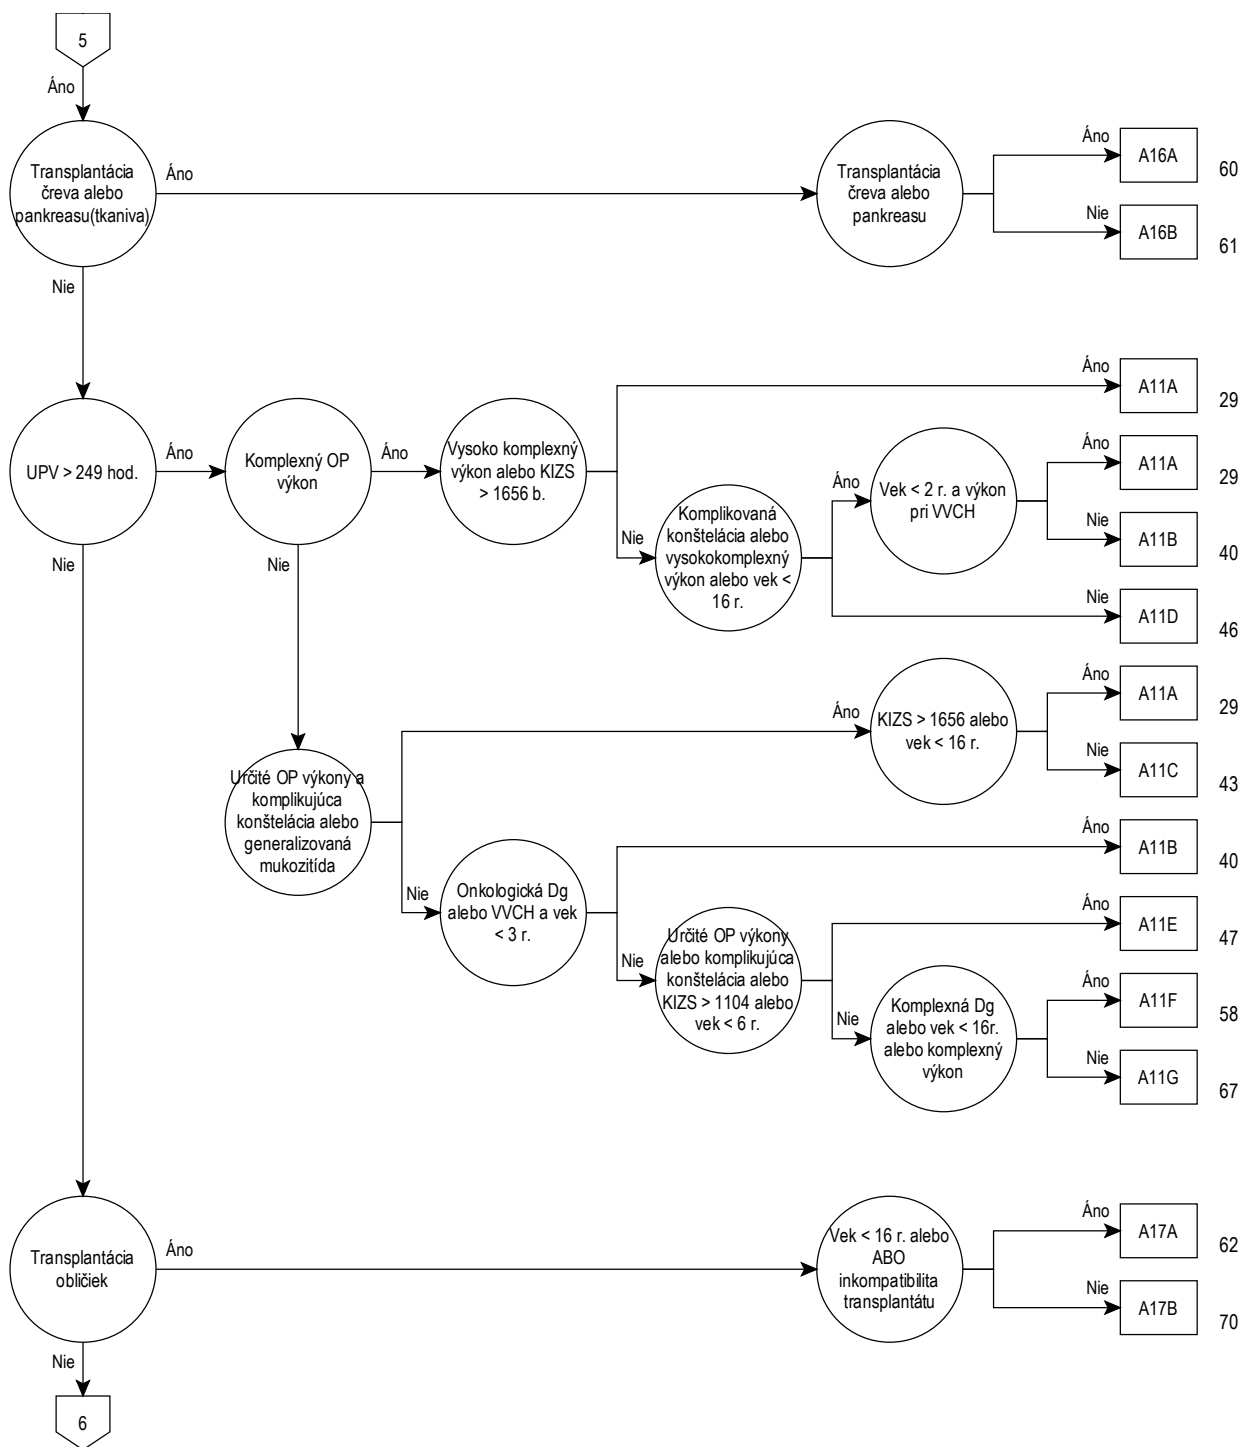 5
Áno
Transplantácia
čreva alebo
pankreasu(tkaniva)
Áno
Transplantácia
čreva alebo
pankreasu
Áno
A16A
60
Nie
A16B
61
Nie
UPV > 249 hod.
Áno
Komplexný OP
výkon
Áno
Vysoko komplexný
výkon alebo KIZS
> 1656 b.
Áno
A11A
29
Nie
Komplikovaná
konštelácia alebo
vysokokomplexný
výkon alebo vek <
16 r.
Áno
Vek < 2 r. a výkon
pri VVCH
Áno
A11A
29
Nie
A11B
40
Nie
A11D
46
Nie
Určité OP výkony a
komplikujúca
konštelácia alebo
generalizovaná
mukozitída
Áno
KIZS > 1656 alebo
vek < 16 r.
Áno
A11A
29
Nie
A11C
43
Nie
Onkologická Dg
alebo VVCH a vek
< 3 r.
Áno
A11B
40
Nie
Určité OP výkony
alebo komplikujúca
konštelácia alebo
KIZS > 1104 alebo
vek < 6 r.
Áno
A11E
47
Nie
Komplexná Dg
alebo vek < 16r.
alebo komplexný
výkon
Áno
A11F
58
Nie
A11G
67
Nie
Transplantácia
obličiek
Áno
Vek < 16 r. alebo
ABO
inkompatibilita
transplantátu
Áno
A17A
62
Nie
A17B
70
Nie
6